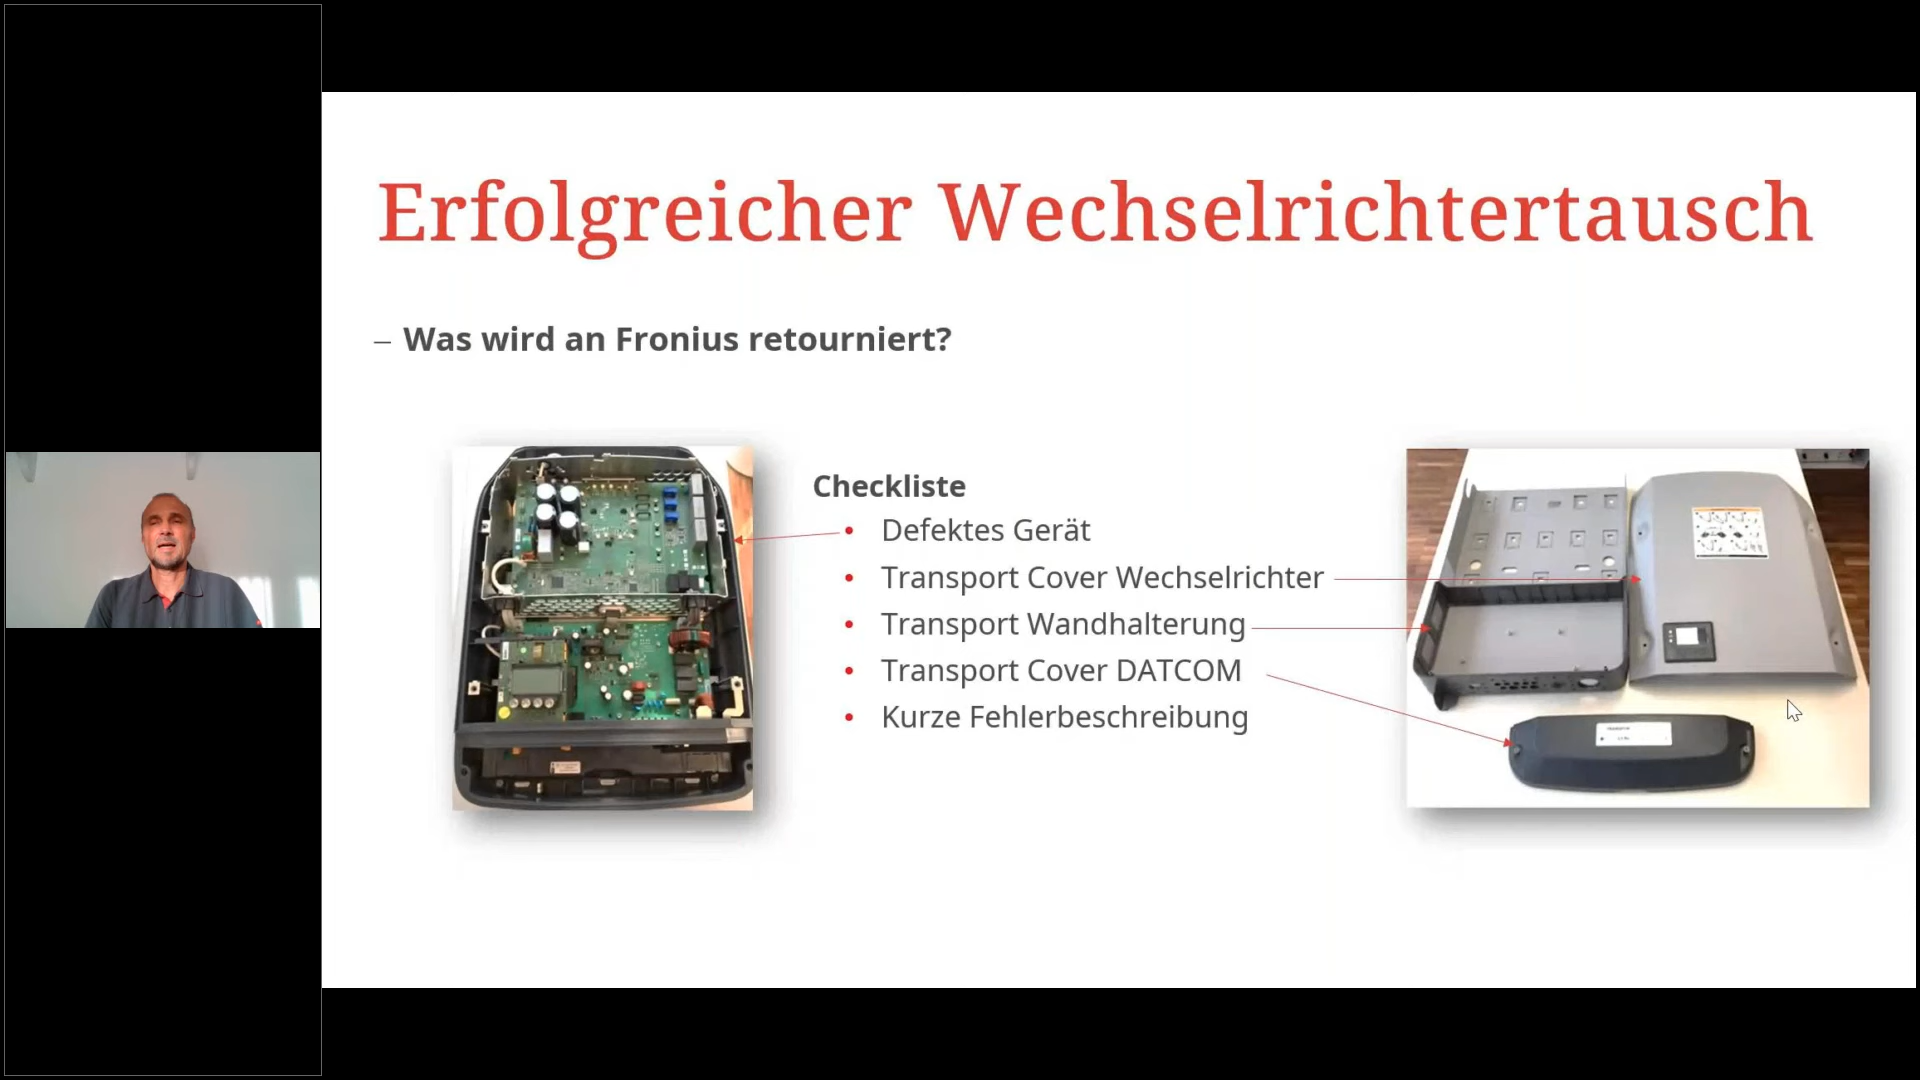 Erfolgreicher Wechselrichtertausch
– Was wird an Fronius retourniert?
Checkliste
• Defektes Gerät
• Transport Cover Wechselrichter
• Transport Wandhalterung
• Transport Cover DATCOM
• Kurze Fehlerbeschreibung